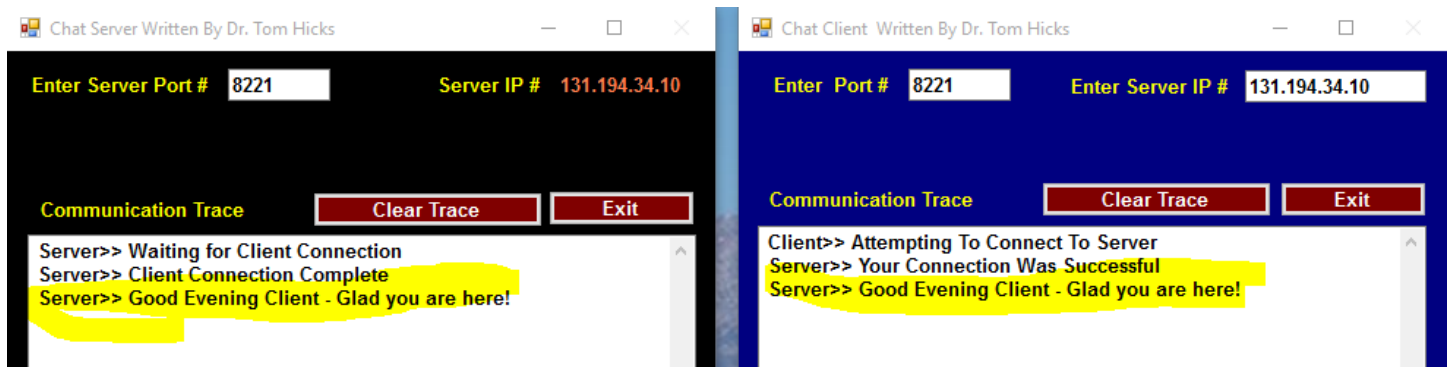 Chat Server Written By Dr. Tom Hicks
Enter Server Port # 8221 Server IP # 131.194.34.10
Communication Trace Clear Trace Exit
Server>> Waiting for Client Connection
Server>> Client Connection Complete
Server>> Good Evening Client - Glad you are here!
Chat Client Written By Dr. Tom Hicks
Enter Port # 8221 Enter Server IP # 131.194.34.10
Communication Trace Clear Trace Exit
Client>> Attempting To Connect To Server
Server>> Your Connection Was Successful
Server>> Good Evening Client - Glad you are here!